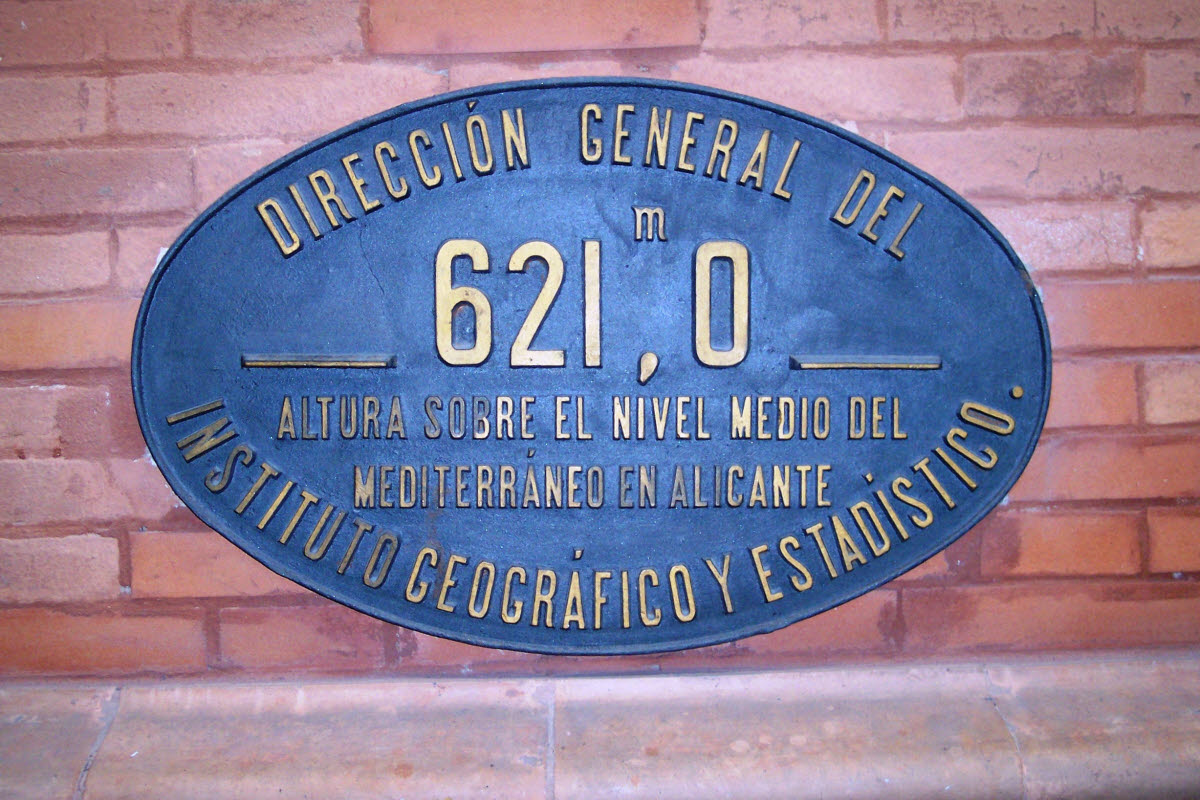 DIRECCIÓN GENERAL DEL
621,0 m
ALTURA SOBRE EL NIVEL MEDIO DEL
MEDITERRÁNEO EN ALICANTE
INSTITUTO GEOGRÁFICO Y ESTADÍSTICO.